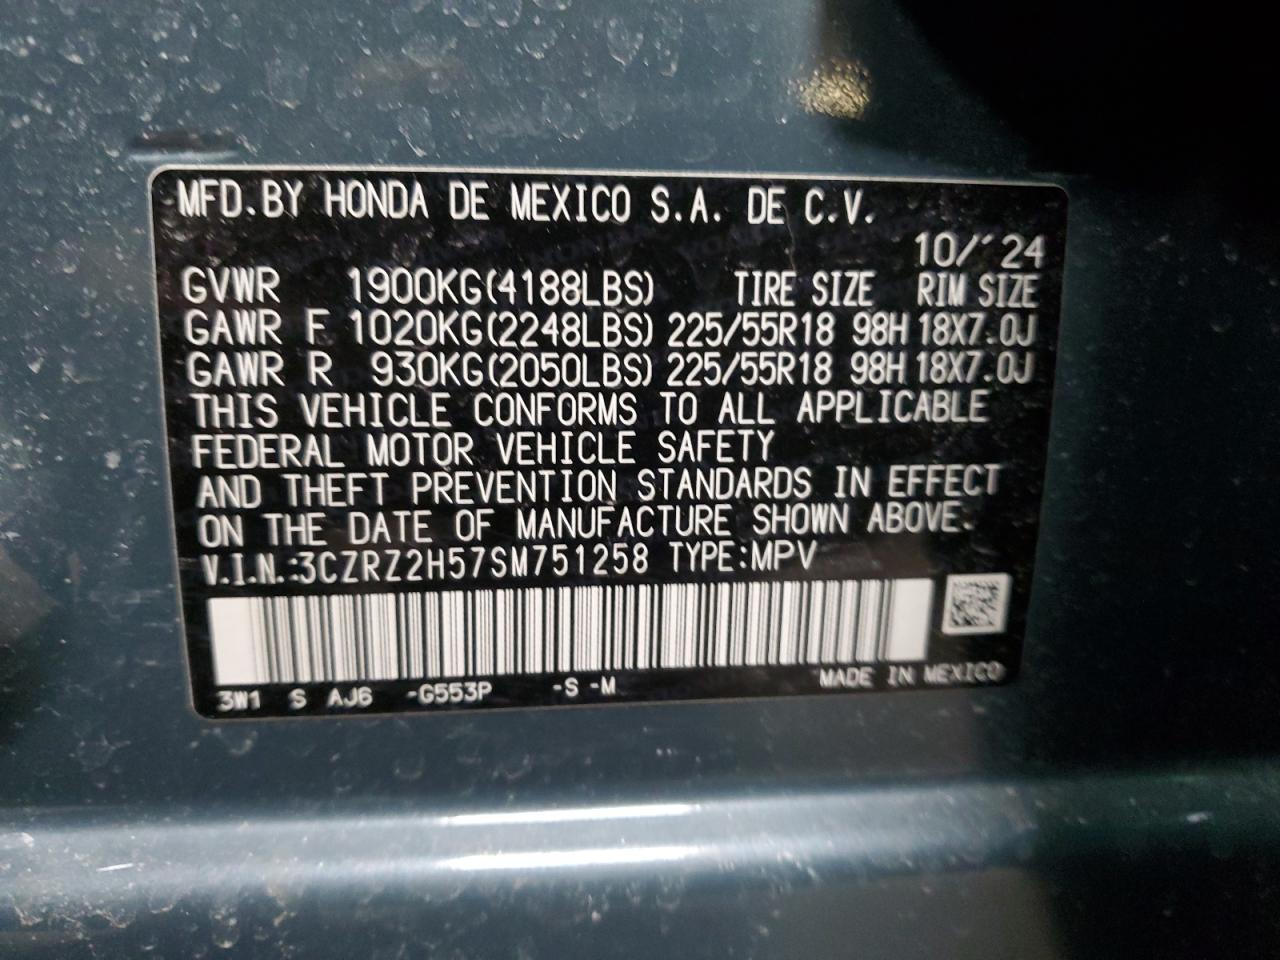 MFD.BY HONDA DE MEXICO S.A. DE C.V.
10/'24
GVWR 1900KG(4188LBS) TIRE SIZE RIM SIZE
GAWR F 1020KG(2248LBS) 225/55R18 98H 18X7.0J
GAWR R 930KG(2050LBS) 225/55R18 98H 18X7.0J
THIS VEHICLE CONFORMS TO ALL APPLICABLE
FEDERAL MOTOR VEHICLE SAFETY
AND THEFT PREVENTION STANDARDS IN EFFECT
ON THE DATE OF MANUFACTURE SHOWN ABOVE.
V.I.N.:3CZRZ2H57SM751258 TYPE:MPV
3W1 S AJ6 -G553P -S -M MADE IN MEXICO